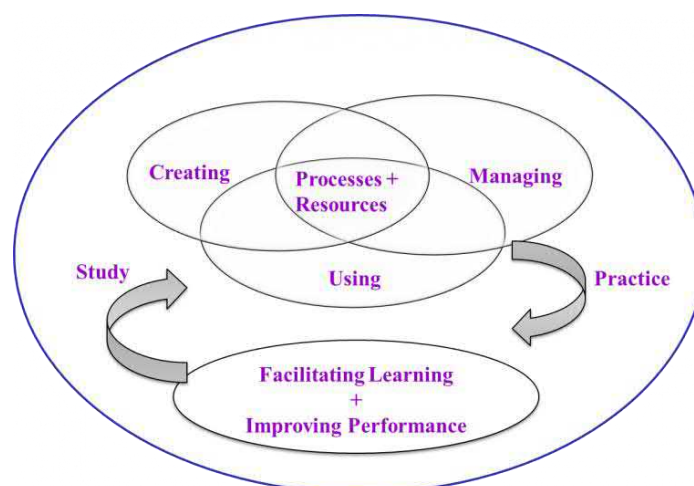 Creating
Processes +
Resources
Managing
Using
Study
Practice
Facilitating Learning
+
Improving Performance